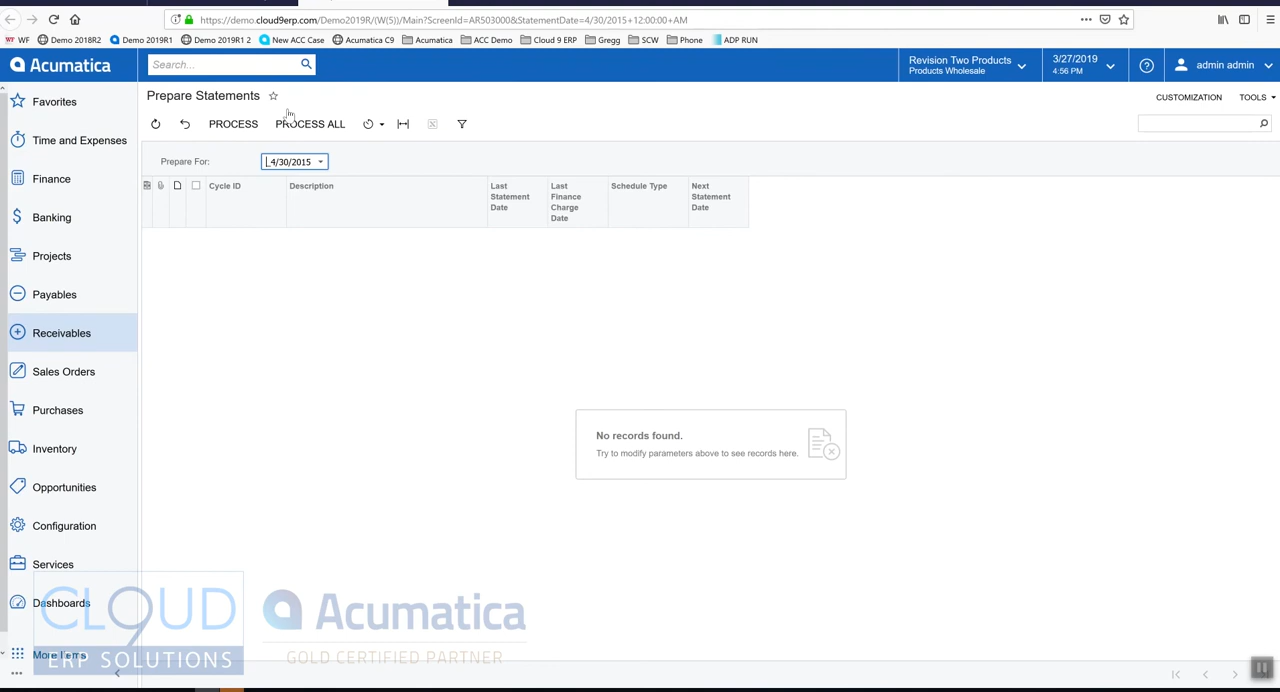 https://demo.cloud9erp.com/Demo2019R/(W(5))/Main?ScreenId=AR503000&StatementDate=4/30/2015+12:00:00+AM
WF
Demo 2018R2
Demo 2019R1
Demo 2019R1 2
New ACC Case
Acumatica C9
Acumatica
ACC Demo
Cloud 9 ERP
Gregg
SCW
Phone
ADP RUN
Acumatica
Search...
Revision Two Products
Products Wholesale
3/27/2019
4:56 PM
admin admin
Favorites
Time and Expenses
Finance
Banking
Projects
Payables
Receivables
Sales Orders
Purchases
Inventory
Opportunities
Configuration
Services
Dashboards
More Items
Prepare Statements
CUSTOMIZATION
TOOLS
PROCESS
PROCESS ALL
Prepare For:
4/30/2015
Cycle ID
Description
Last
Statement
Date
Last
Finance
Charge
Date
Schedule Type
Next
Statement
Date
No records found.
Try to modify parameters above to see records here.
CLOUD
9
ERP SOLUTIONS
Acumatica
GOLD CERTIFIED PARTNER